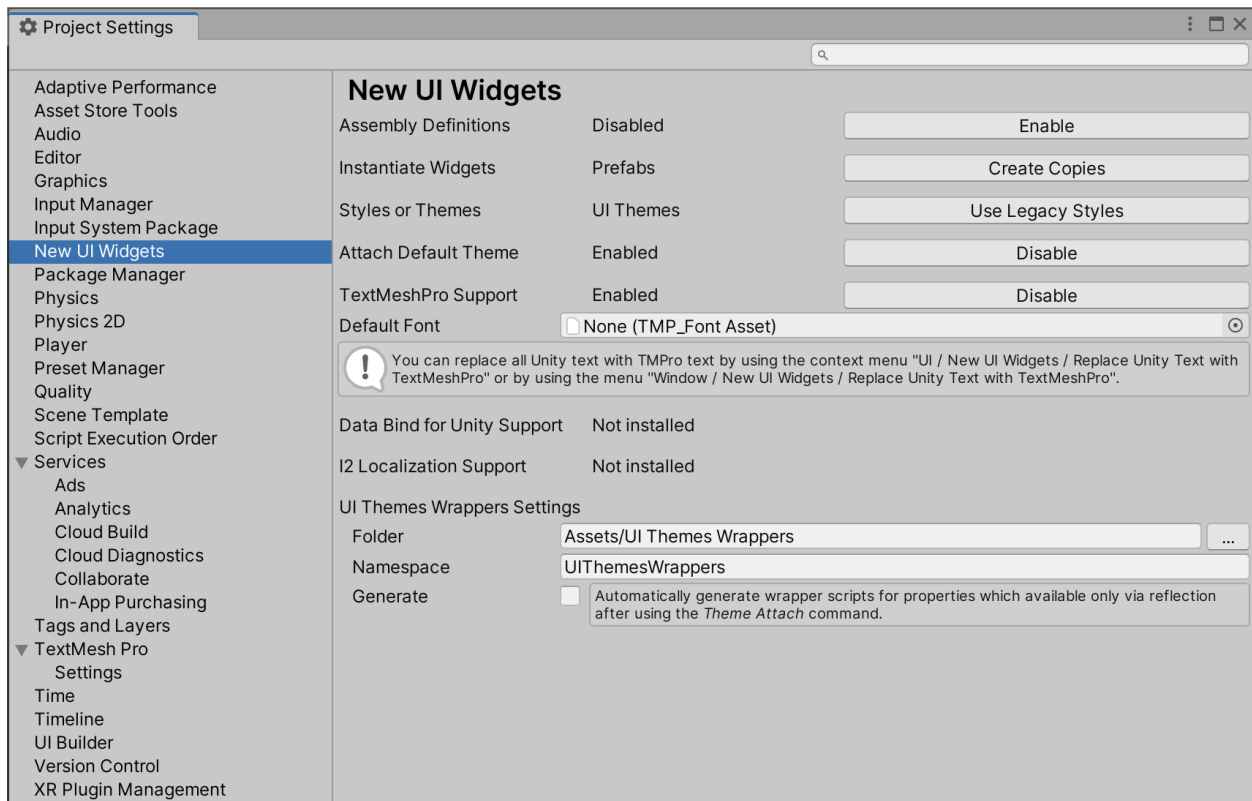 Project Settings
Adaptive Performance
Asset Store Tools
Audio
Editor
Graphics
Input Manager
Input System Package
New UI Widgets
Package Manager
Physics
Physics 2D
Player
Preset Manager
Quality
Scene Template
Script Execution Order
Services
Ads
Analytics
Cloud Build
Cloud Diagnostics
Collaborate
In-App Purchasing
Tags and Layers
TextMesh Pro
Settings
Time
Timeline
UI Builder
Version Control
XR Plugin Management
New UI Widgets
Assembly Definitions Disabled Enable
Instantiate Widgets Prefabs Create Copies
Styles or Themes UI Themes Use Legacy Styles
Attach Default Theme Enabled Disable
TextMeshPro Support Enabled Disable
Default Font None (TMP_Font Asset)
You can replace all Unity text with TMPro text by using the context menu "UI / New UI Widgets / Replace Unity Text with
TextMeshPro" or by using the menu "Window / New UI Widgets / Replace Unity Text with TextMeshPro".
Data Bind for Unity Support Not installed
I2 Localization Support Not installed
UI Themes Wrappers Settings
Folder Assets/UI Themes Wrappers ...
Namespace UIThemesWrappers
Generate Automatically generate wrapper scripts for properties which available only via reflection
after using the Theme Attach command.